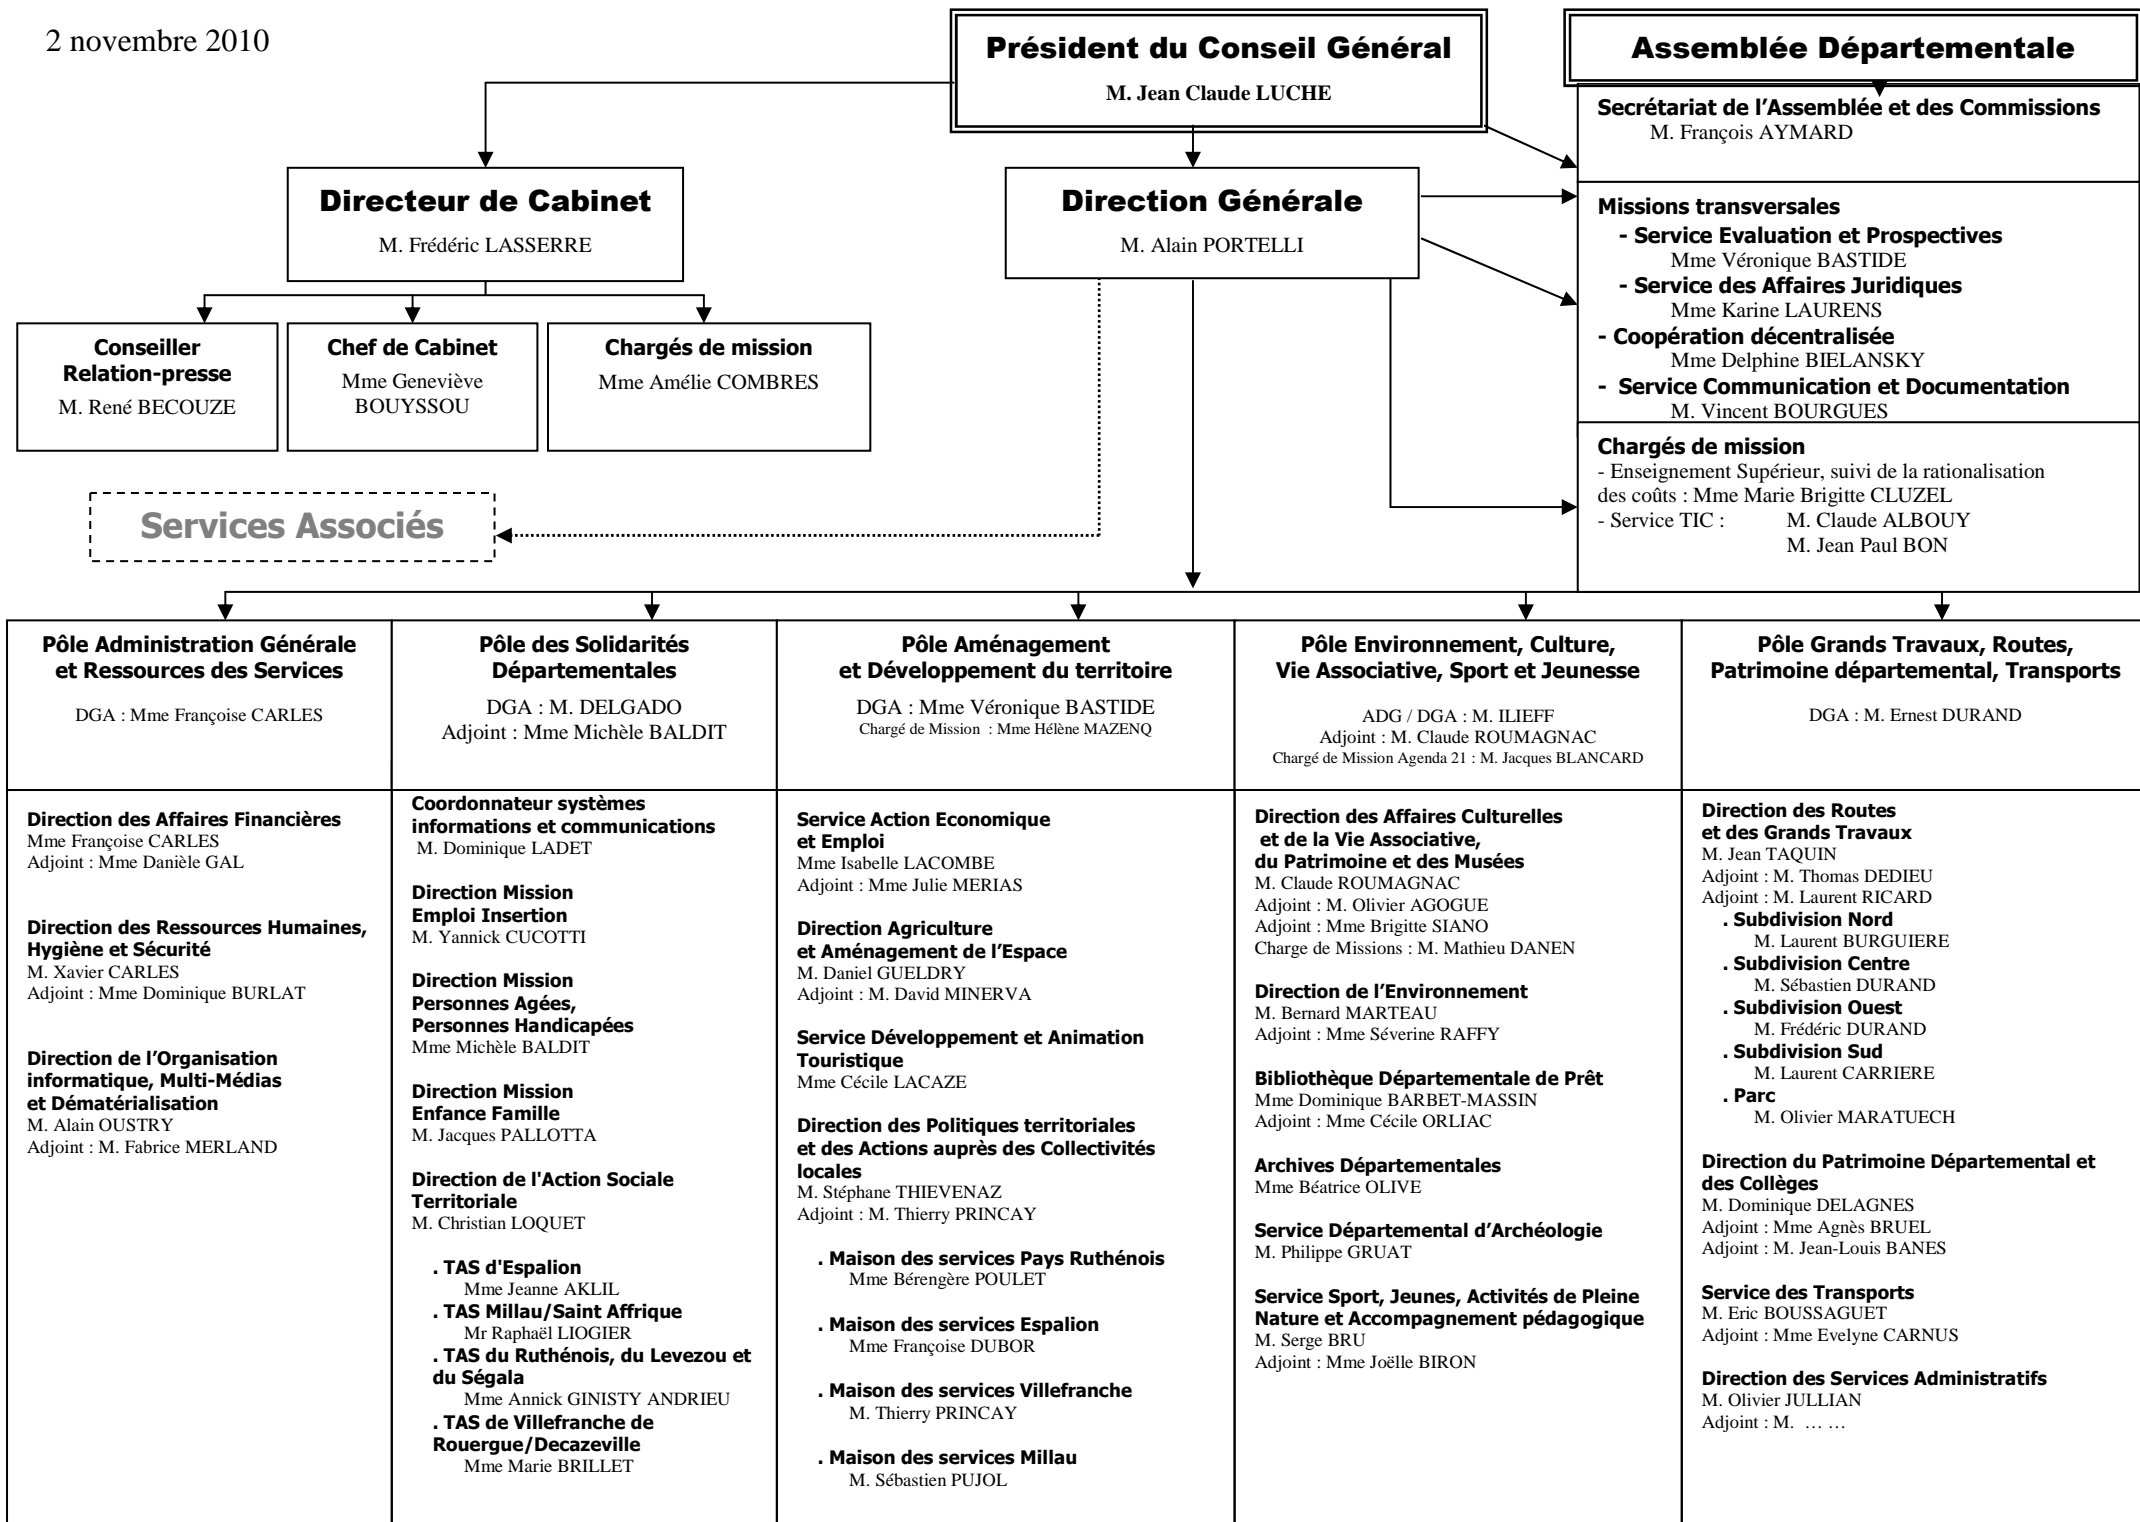 2 novembre 2010
Président du Conseil Général
M. Jean Claude LUCHE
Assemblée Départementale
Secrétariat de l'Assemblée et des Commissions
M. François AYMARD
Directeur de Cabinet
M. Frédéric LASSERRE
Direction Générale
M. Alain PORTELLI
Missions transversales
- Service Evaluation et Prospectives
Mme Véronique BASTIDE
- Service des Affaires Juridiques
Mme Karine LAURENS
- Coopération décentralisée
Mme Delphine BIELANSKY
- Service Communication et Documentation
M. Vincent BOURGUES
Conseiller
Relation-presse
M. René BECOUZE
Chef de Cabinet
Mme Geneviève
BOUYSSOU
Chargés de mission
Mme Amélie COMBRES
Chargés de mission
- Enseignement Supérieur, suivi de la rationalisation
des coûts : Mme Marie Brigitte CLUZEL
- Service TIC : M. Claude ALBOUY
M. Jean Paul BON
Services Associés
Pôle Administration Générale
et Ressources des Services
DGA : Mme Françoise CARLES
Direction des Affaires Financières
Mme Françoise CARLES
Adjoint : Mme Danièle GAL
Direction des Ressources Humaines,
Hygiène et Sécurité
M. Xavier CARLES
Adjoint : Mme Dominique BURLAT
Direction de l'Organisation
informatique, Multi-Médias
et Dématérialisation
M. Alain OUSTRY
Adjoint : M. Fabrice MERLAND
Pôle des Solidarités
Départementales
DGA : M. DELGADO
Adjoint : Mme Michèle BALDIT
Coordonnateur systèmes
informations et communications
M. Dominique LADET
Direction Mission
Emploi Insertion
M. Yannick CUCOTTI
Direction Mission
Personnes Agées,
Personnes Handicapées
Mme Michèle BALDIT
Direction Mission
Enfance Famille
M. Jacques PALLOTTA
Direction de l'Action Sociale
Territoriale
M. Christian LOQUET
. TAS d'Espalion
Mme Jeanne AKLIL
. TAS Millau/Saint Affrique
Mr Raphaël LIOGIER
. TAS du Ruthénois, du Levezou et
du Ségala
Mme Annick GINISTY ANDRIEU
. TAS de Villefranche de
Rouergue/Decazeville
Mme Marie BRILLET
Pôle Aménagement
et Développement du territoire
DGA : Mme Véronique BASTIDE
Chargé de Mission : Mme Hélène MAZENQ
Service Action Economique
et Emploi
Mme Isabelle LACOMBE
Adjoint : Mme Julie MERIAS
Direction Agriculture
et Aménagement de l'Espace
M. Daniel GUELDRY
Adjoint : M. David MINERVA
Service Développement et Animation
Touristique
Mme Cécile LACAZE
Direction des Politiques territoriales
et des Actions auprès des Collectivités
locales
M. Stéphane THIEVENAZ
Adjoint : M. Thierry PRINCAY
. Maison des services Pays Ruthénois
Mme Bérengère POULET
. Maison des services Espalion
Mme Françoise DUBOR
. Maison des services Villefranche
M. Thierry PRINCAY
. Maison des services Millau
M. Sébastien PUJOL
Pôle Environnement, Culture,
Vie Associative, Sport et Jeunesse
ADG / DGA : M. ILIEFF
Adjoint : M. Claude ROUMAGNAC
Chargé de Mission Agenda 21 : M. Jacques BLANCARD
Direction des Affaires Culturelles
et de la Vie Associative,
du Patrimoine et des Musées
M. Claude ROUMAGNAC
Adjoint : M. Olivier AGOGUE
Adjoint : Mme Brigitte SIANO
Charge de Missions : M. Mathieu DANEN
Direction de l'Environnement
M. Bernard MARTEAU
Adjoint : Mme Séverine RAFFY
Bibliothèque Départementale de Prêt
Mme Dominique BARBET-MASSIN
Adjoint : Mme Cécile ORLIAC
Archives Départementales
Mme Béatrice OLIVE
Service Départemental d'Archéologie
M. Philippe GRUAT
Service Sport, Jeunes, Activités de Pleine
Nature et Accompagnement pédagogique
M. Serge BRU
Adjoint : Mme Joëlle BIRON
Pôle Grands Travaux, Routes,
Patrimoine départemental, Transports
DGA : M. Ernest DURAND
Direction des Routes
et des Grands Travaux
M. Jean TAQUIN
Adjoint : M. Thomas DEDIEU
Adjoint : M. Laurent RICARD
. Subdivision Nord
M. Laurent BURGUIERE
. Subdivision Centre
M. Sébastien DURAND
. Subdivision Ouest
M. Frédéric DURAND
. Subdivision Sud
M. Laurent CARRIERE
. Parc
M. Olivier MARATUECH
Direction du Patrimoine Départemental et
des Collèges
M. Dominique DELAGNES
Adjoint : Mme Agnès BRUEL
Adjoint : M. Jean-Louis BANES
Service des Transports
M. Eric BOUSSAGUET
Adjoint : Mme Evelyne CARNUS
Direction des Services Administratifs
M. Olivier JULLIAN
Adjoint : M. … …